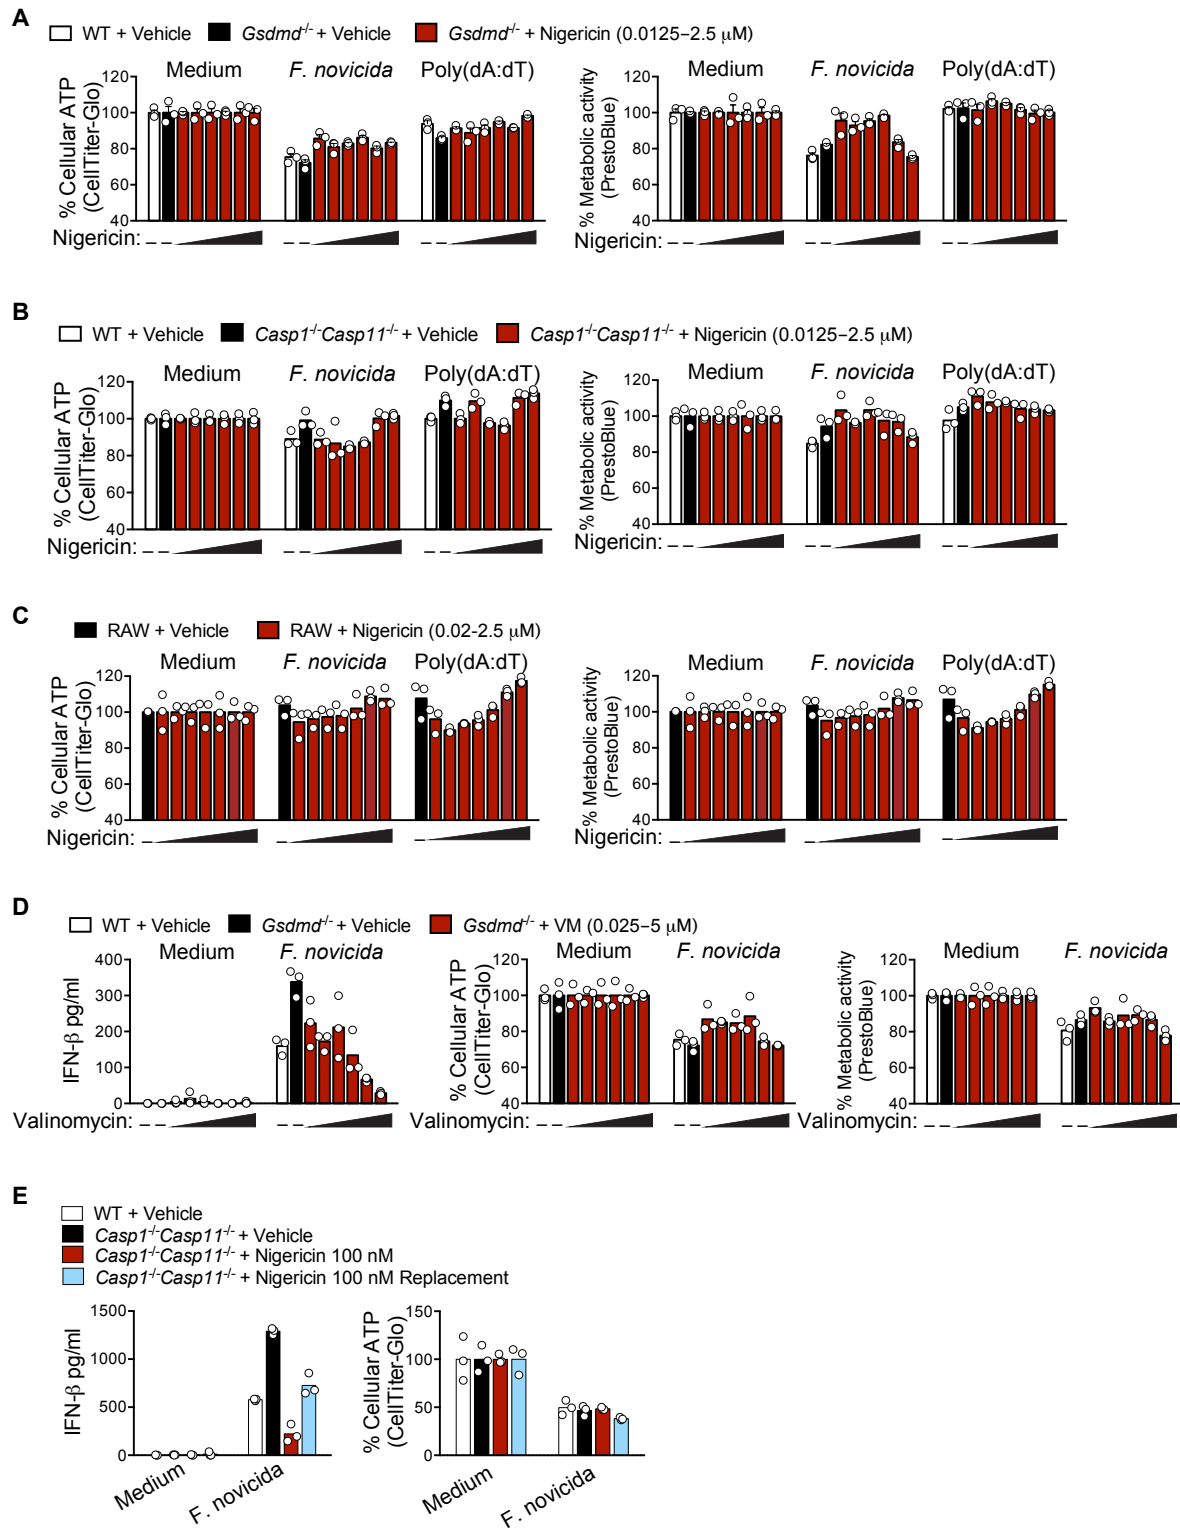 A
WT + Vehicle Gsdmd-/- + Vehicle Gsdmd-/- + Nigericin (0.0125–2.5 μM)
Medium F. novicida Poly(dA:dT)
% Cellular ATP
(CellTiter-Glo)
120
100
80
60
40
Nigericin: – –
Medium F. novicida Poly(dA:dT)
% Metabolic activity
(PrestoBlue)
120
100
80
60
40
Nigericin: – –
B
WT + Vehicle Casp1-/-Casp11-/- + Vehicle Casp1-/-Casp11-/- + Nigericin (0.0125–2.5 μM)
Medium F. novicida Poly(dA:dT)
% Cellular ATP
(CellTiter-Glo)
120
100
80
60
40
Nigericin: – –
Medium F. novicida Poly(dA:dT)
% Metabolic activity
(PrestoBlue)
120
100
80
60
40
Nigericin: – –
C
RAW + Vehicle RAW + Nigericin (0.02-2.5 μM)
Medium F. novicida Poly(dA:dT)
% Cellular ATP
(CellTiter-Glo)
120
100
80
60
40
Nigericin: –
Medium F. novicida Poly(dA:dT)
% Metabolic activity
(PrestoBlue)
120
100
80
60
40
Nigericin: –
D
WT + Vehicle Gsdmd-/- + Vehicle Gsdmd-/- + VM (0.025–5 μM)
Medium F. novicida
IFN-β pg/ml
400
300
200
100
0
Valinomycin: – –
Medium F. novicida
% Cellular ATP
(CellTiter-Glo)
120
100
80
60
40
Valinomycin: – –
Medium F. novicida
% Metabolic activity
(PrestoBlue)
120
100
80
60
40
Valinomycin: – –
E
WT + Vehicle
Casp1-/-Casp11-/- + Vehicle
Casp1-/-Casp11-/- + Nigericin 100 nM
Casp1-/-Casp11-/- + Nigericin 100 nM Replacement
IFN-β pg/ml
1500
1000
500
0
Medium F. novicida
% Cellular ATP
(CellTiter-Glo)
150
100
50
0
Medium F. novicida